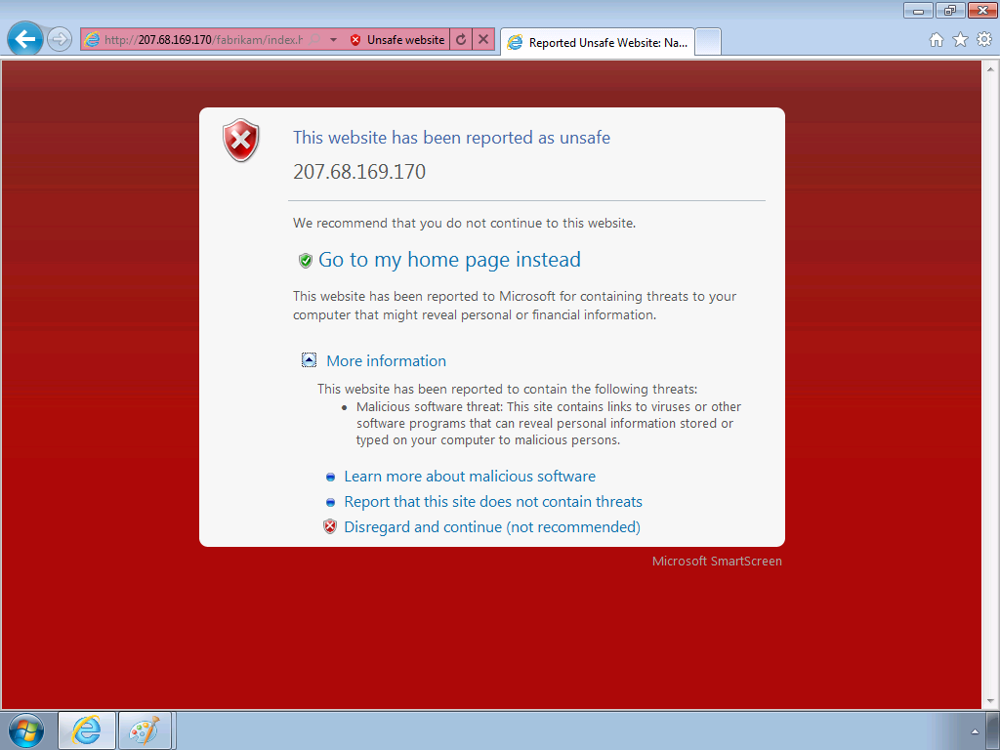 http://207.68.169.170/fabrikam/index.h
Unsafe website
Reported Unsafe Website: Na...
This website has been reported as unsafe
207.68.169.170
We recommend that you do not continue to this website.
Go to my home page instead
This website has been reported to Microsoft for containing threats to your
computer that might reveal personal or financial information.
More information
This website has been reported to contain the following threats:
• Malicious software threat: This site contains links to viruses or other
software programs that can reveal personal information stored or
typed on your computer to malicious persons.
Learn more about malicious software
Report that this site does not contain threats
Disregard and continue (not recommended)
Microsoft SmartScreen